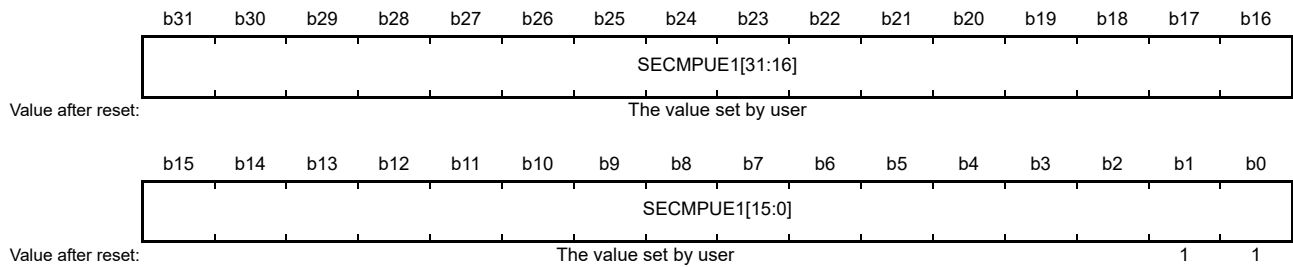 b31 b30 b29 b28 b27 b26 b25 b24 b23 b22 b21 b20 b19 b18 b17 b16
SECMPUE1[31:16]
Value after reset: The value set by user
b15 b14 b13 b12 b11 b10 b9 b8 b7 b6 b5 b4 b3 b2 b1 b0
SECMPUE1[15:0]
Value after reset: The value set by user 1 1